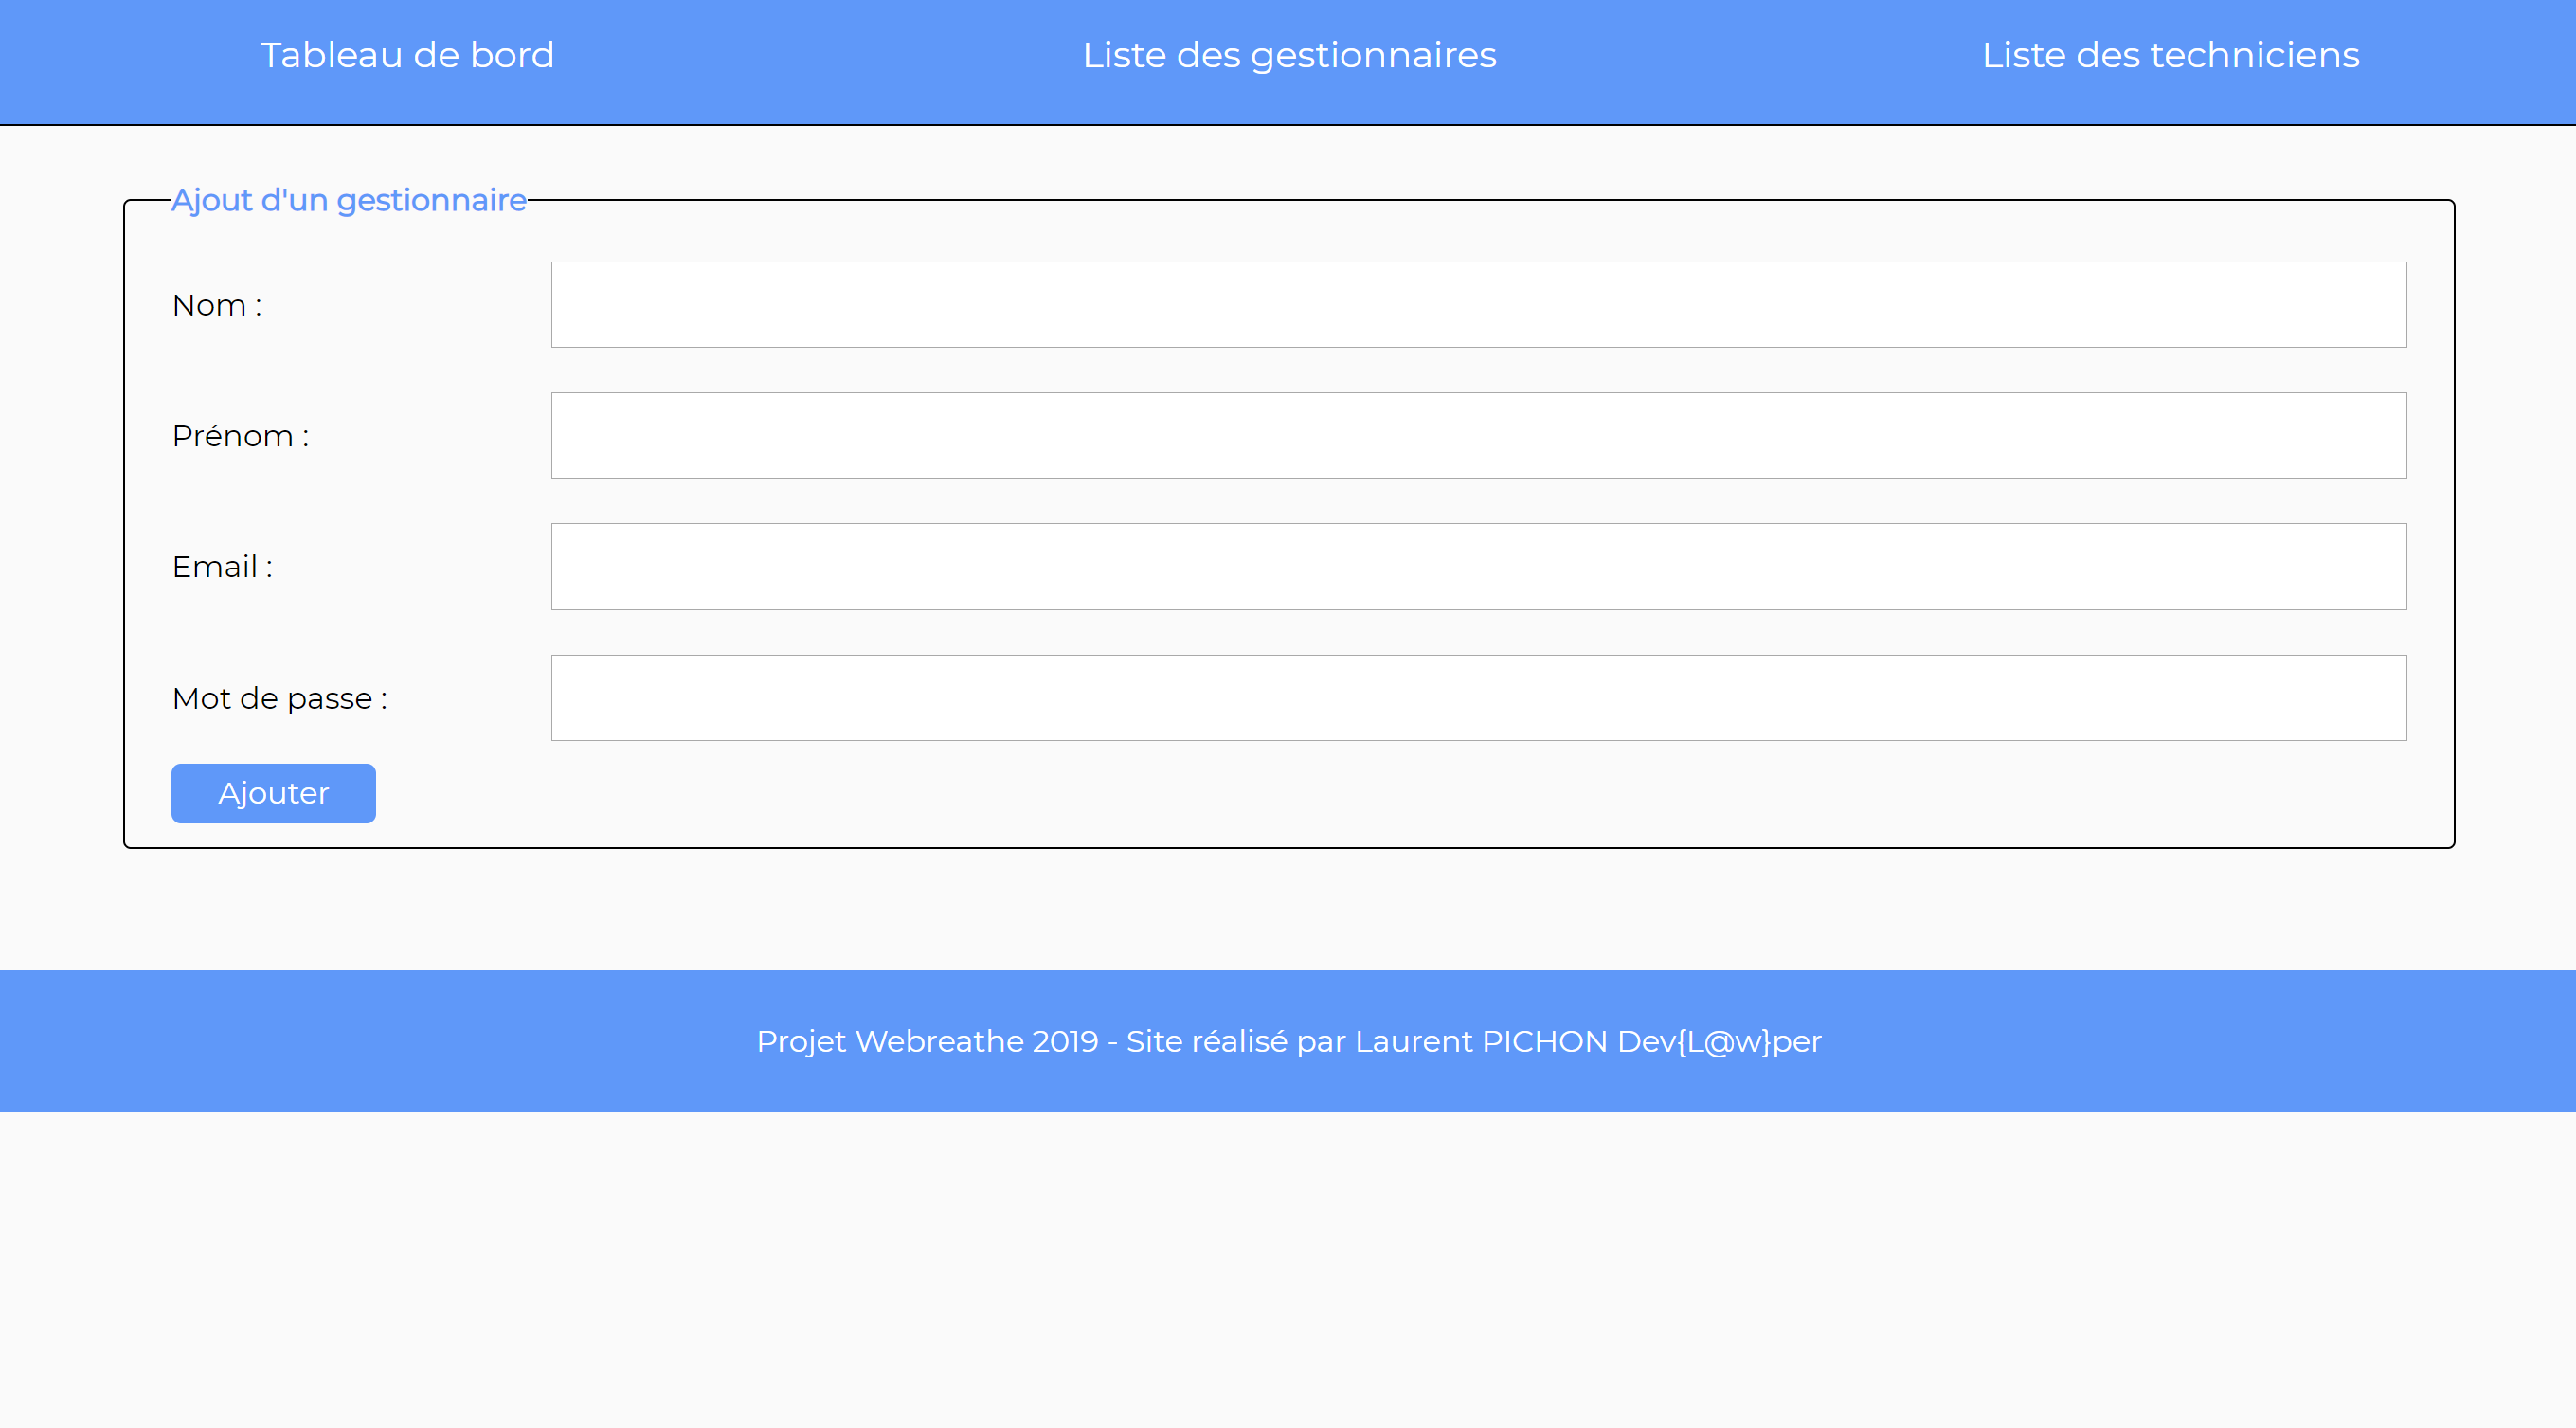 Tableau de bord
Liste des gestionnaires
Liste des techniciens
Ajout d'un gestionnaire
Nom :
Prénom :
Email :
Mot de passe :
Ajouter
Projet Webreathe 2019 - Site réalisé par Laurent PICHON Dev{L@w}per